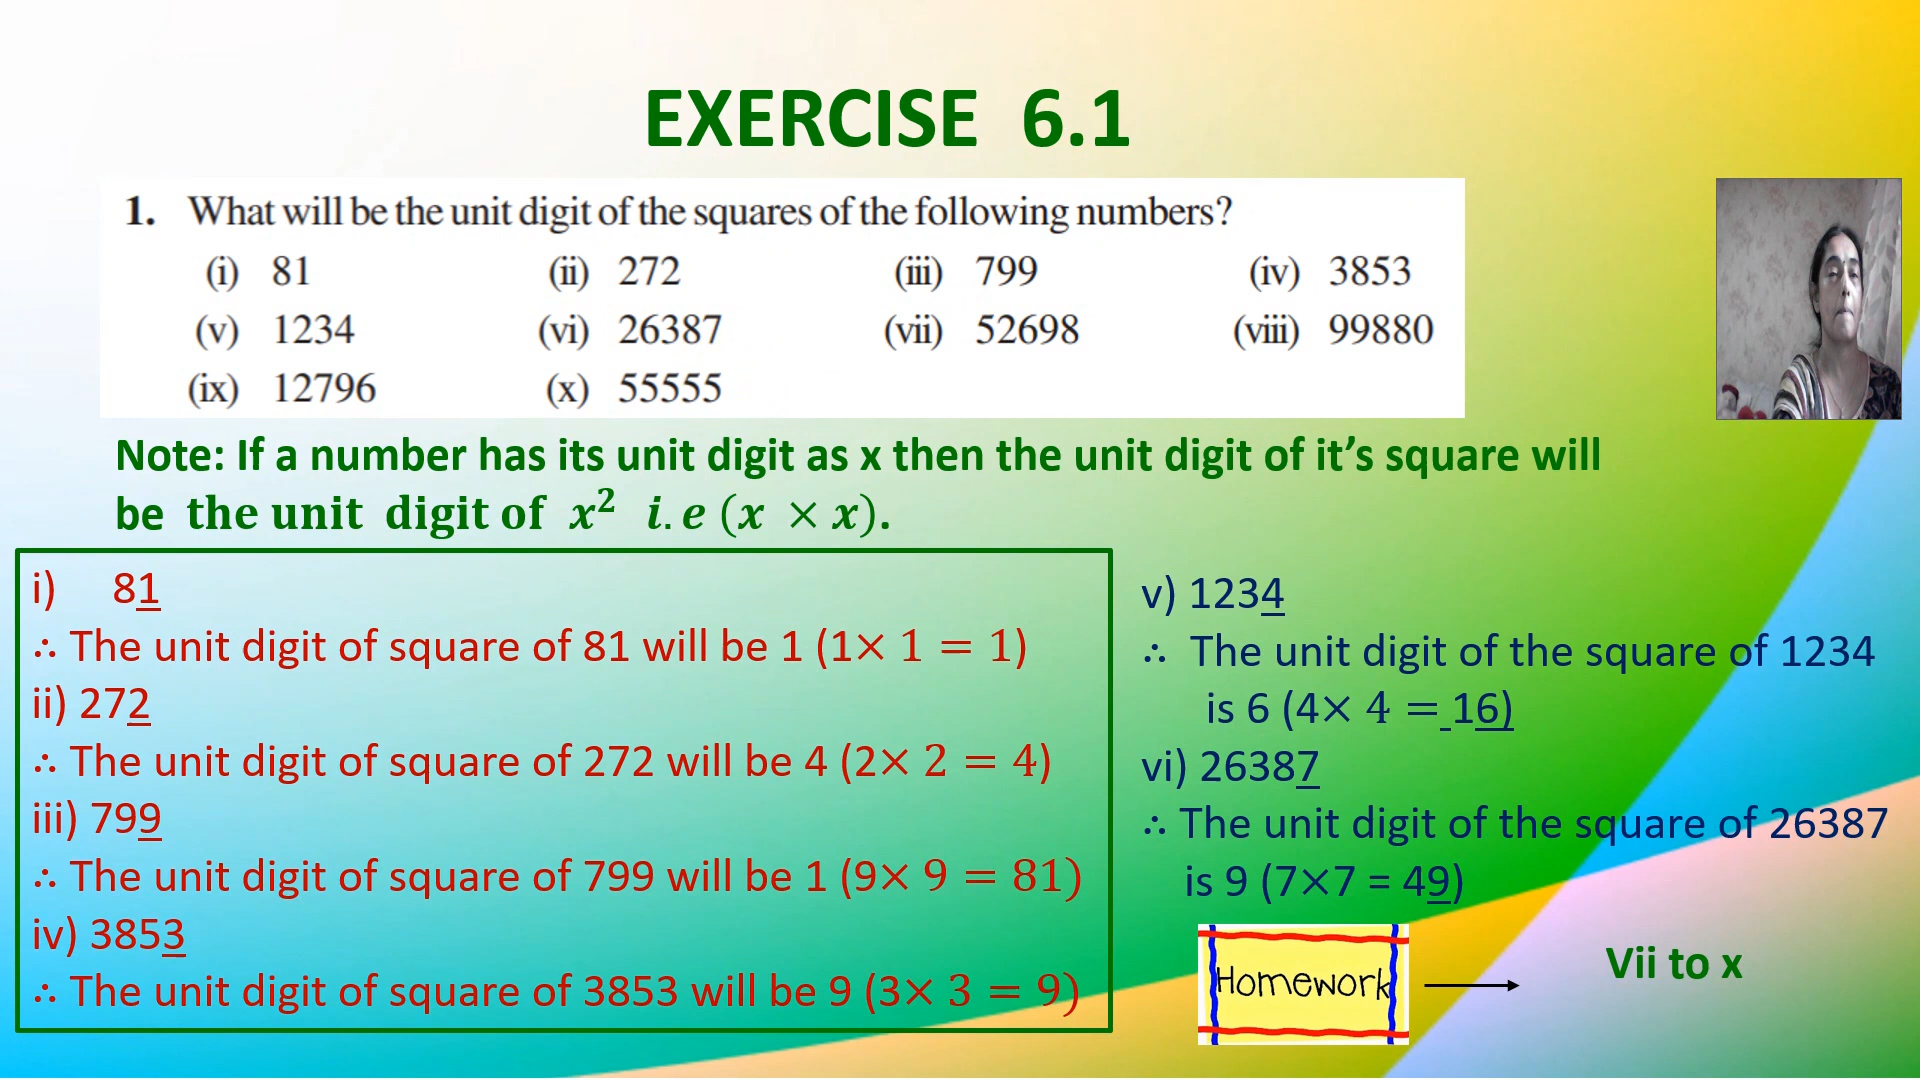 EXERCISE 6.1
1. What will be the unit digit of the squares of the following numbers?
(i) 81 (ii) 272 (iii) 799 (iv) 3853
(v) 1234 (vi) 26387 (vii) 52698 (viii) 99880
(ix) 12796 (x) 55555
Note: If a number has its unit digit as x then the unit digit of it’s square will
be the unit digit of x² i.e (x × x).
i) 81
∴ The unit digit of square of 81 will be 1 (1× 1 = 1)
ii) 272
∴ The unit digit of square of 272 will be 4 (2× 2 = 4)
iii) 799
∴ The unit digit of square of 799 will be 1 (9× 9 = 81)
iv) 3853
∴ The unit digit of square of 3853 will be 9 (3× 3 = 9)
v) 1234
∴ The unit digit of the square of 1234
is 6 (4× 4 = 16)
vi) 26387
∴ The unit digit of the square of 26387
is 9 (7×7 = 49)
Homework
Vii to x